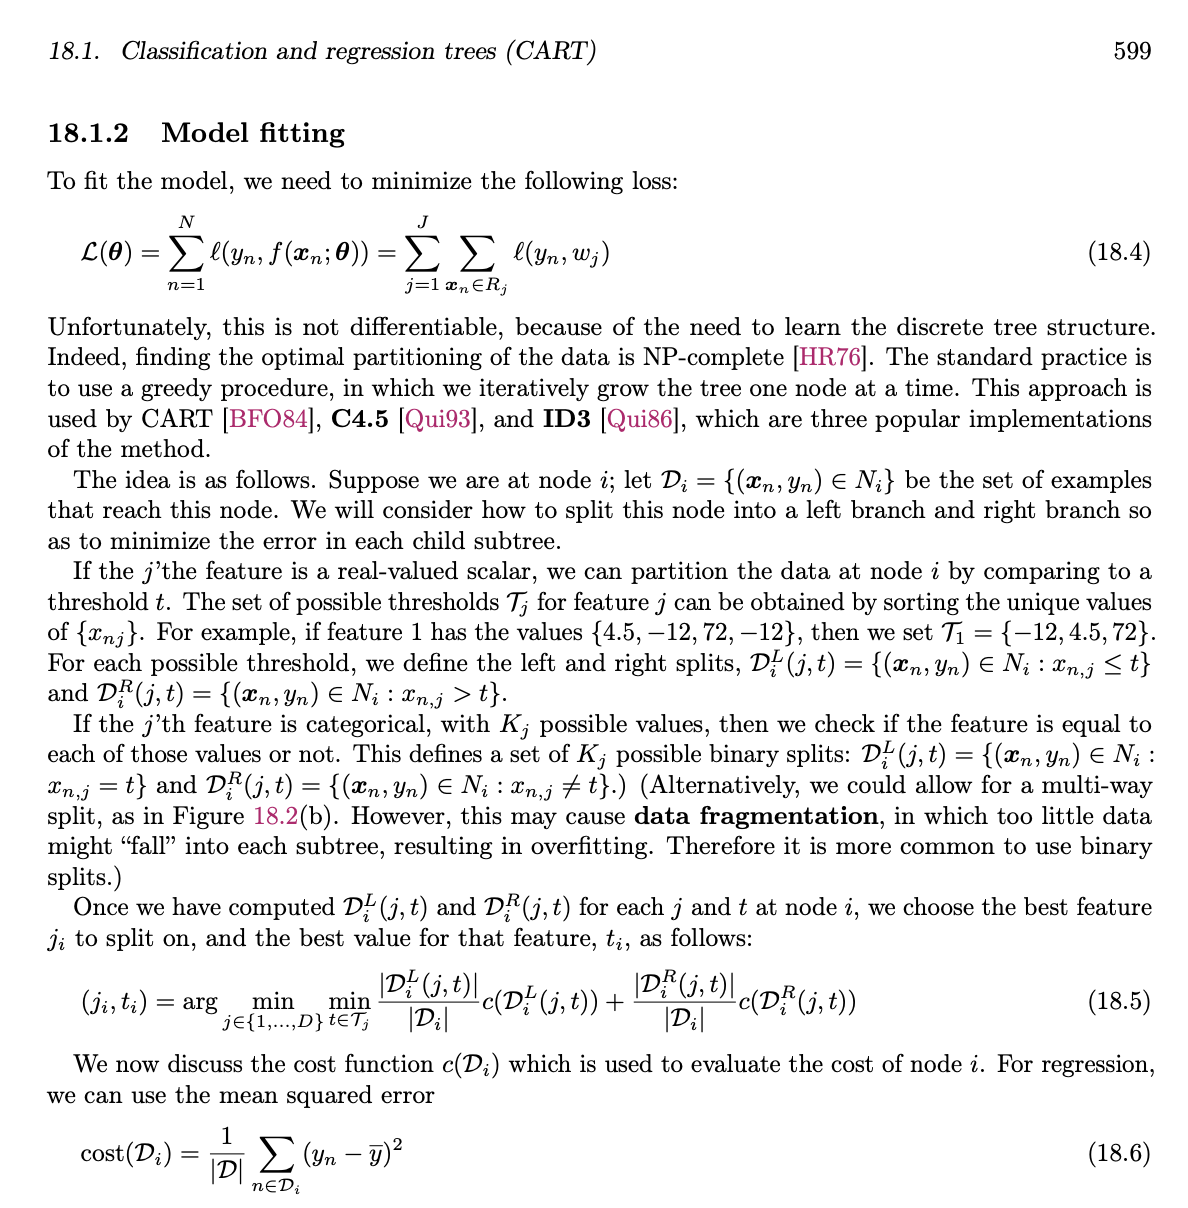 18.1. Classification and regression trees (CART) 599
18.1.2 Model fitting
To fit the model, we need to minimize the following loss:
$\mathcal{L}(\boldsymbol{\theta}) = \sum_{n=1}^{N} \ell(y_n, f(\boldsymbol{x}_n; \boldsymbol{\theta})) = \sum_{j=1}^{J} \sum_{\boldsymbol{x}_n \in R_j} \ell(y_n, w_j)$ (18.4)
Unfortunately, this is not differentiable, because of the need to learn the discrete tree structure.
Indeed, finding the optimal partitioning of the data is NP-complete [HR76]. The standard practice is
to use a greedy procedure, in which we iteratively grow the tree one node at a time. This approach is
used by CART [BFO84], C4.5 [Qui93], and ID3 [Qui86], which are three popular implementations
of the method.
The idea is as follows. Suppose we are at node $i$; let $\mathcal{D}_i = \{(\boldsymbol{x}_n, y_n) \in N_i\}$ be the set of examples
that reach this node. We will consider how to split this node into a left branch and right branch so
as to minimize the error in each child subtree.
If the $j$'the feature is a real-valued scalar, we can partition the data at node $i$ by comparing to a
threshold $t$. The set of possible thresholds $\mathcal{T}_j$ for feature $j$ can be obtained by sorting the unique values
of $\{x_{nj}\}$. For example, if feature 1 has the values $\{4.5, -12, 72, -12\}$, then we set $\mathcal{T}_1 = \{-12, 4.5, 72\}$.
For each possible threshold, we define the left and right splits, $\mathcal{D}_i^L(j, t) = \{(\boldsymbol{x}_n, y_n) \in N_i : x_{n,j} \leq t\}$
and $\mathcal{D}_i^R(j, t) = \{(\boldsymbol{x}_n, y_n) \in N_i : x_{n,j} > t\}$.
If the $j$'th feature is categorical, with $K_j$ possible values, then we check if the feature is equal to
each of those values or not. This defines a set of $K_j$ possible binary splits: $\mathcal{D}_i^L(j, t) = \{(\boldsymbol{x}_n, y_n) \in N_i :$
$x_{n,j} = t\}$ and $\mathcal{D}_i^R(j, t) = \{(\boldsymbol{x}_n, y_n) \in N_i : x_{n,j} \neq t\}$.) (Alternatively, we could allow for a multi-way
split, as in Figure 18.2(b). However, this may cause data fragmentation, in which too little data
might “fall” into each subtree, resulting in overfitting. Therefore it is more common to use binary
splits.)
Once we have computed $\mathcal{D}_i^L(j, t)$ and $\mathcal{D}_i^R(j, t)$ for each $j$ and $t$ at node $i$, we choose the best feature
$j_i$ to split on, and the best value for that feature, $t_i$, as follows:
$(j_i, t_i) = \arg \min_{j \in \{1,...,D\}} \min_{t \in \mathcal{T}_j} \frac{|\mathcal{D}_i^L(j, t)|}{|\mathcal{D}_i|} c(\mathcal{D}_i^L(j, t)) + \frac{|\mathcal{D}_i^R(j, t)|}{|\mathcal{D}_i|} c(\mathcal{D}_i^R(j, t))$ (18.5)
We now discuss the cost function $c(\mathcal{D}_i)$ which is used to evaluate the cost of node $i$. For regression,
we can use the mean squared error
$\text{cost}(\mathcal{D}_i) = \frac{1}{|\mathcal{D}|} \sum_{n \in \mathcal{D}_i} (y_n - \overline{y})^2$ (18.6)